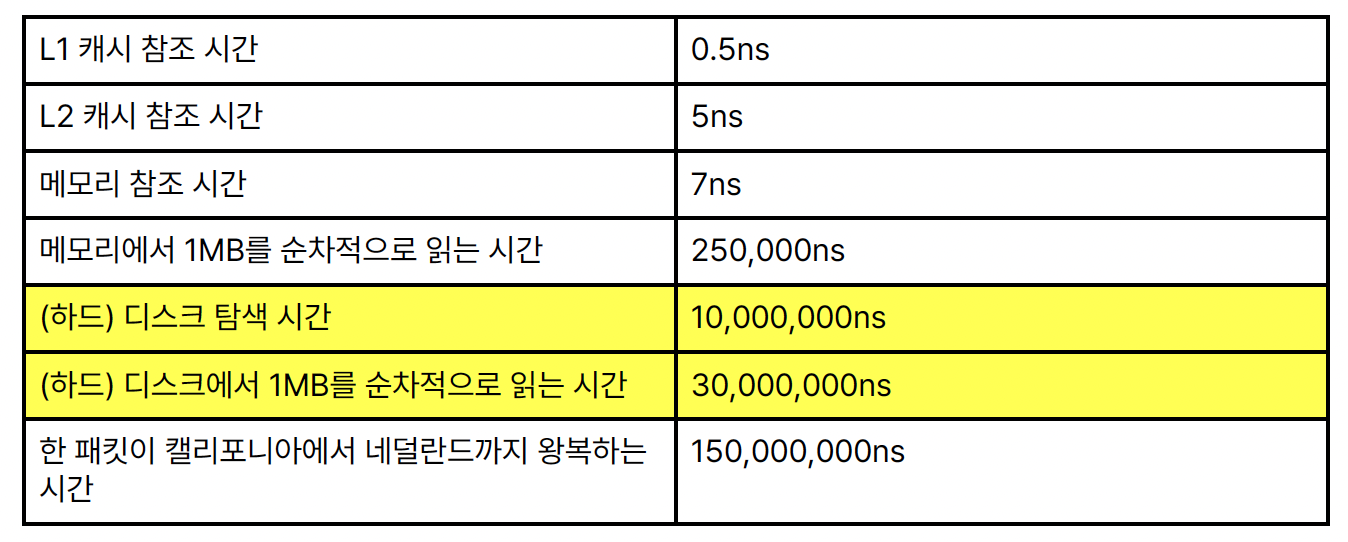 L1 캐시 참조 시간 0.5ns
L2 캐시 참조 시간 5ns
메모리 참조 시간 7ns
메모리에서 1MB를 순차적으로 읽는 시간 250,000ns
(하드) 디스크 탐색 시간 10,000,000ns
(하드) 디스크에서 1MB를 순차적으로 읽는 시간 30,000,000ns
한 패킷이 캘리포니아에서 네덜란드까지 왕복하는 150,000,000ns
시간